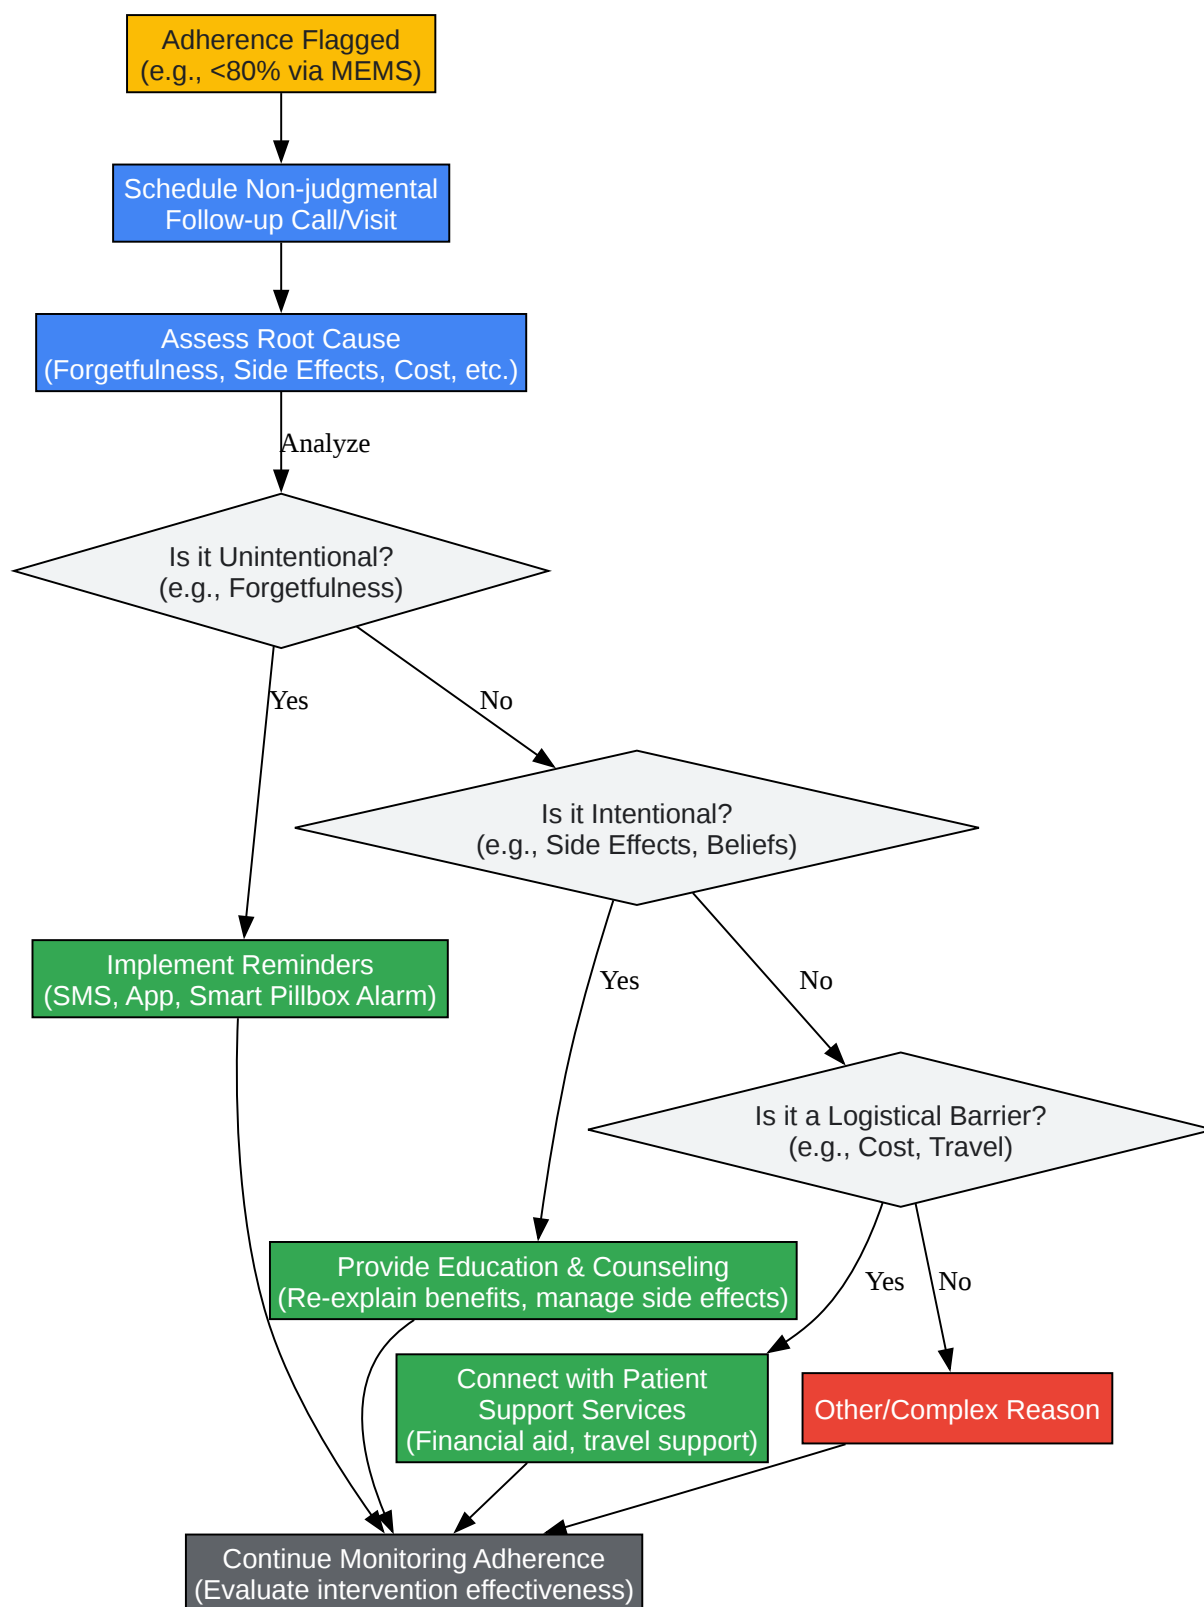 Adherence Flagged
(e.g., <80% via MEMS)
Schedule Non-judgmental
Follow-up Call/Visit
Assess Root Cause
(Forgetfulness, Side Effects, Cost, etc.)
Analyze
Is it Unintentional?
(e.g., Forgetfulness)
Yes
No
Is it Intentional?
(e.g., Side Effects, Beliefs)
Implement Reminders
(SMS, App, Smart Pillbox Alarm)
Yes
No
Is it a Logistical Barrier?
(e.g., Cost, Travel)
Provide Education & Counseling
(Re-explain benefits, manage side effects)
Yes
No
Connect with Patient
Support Services
(Financial aid, travel support)
Other/Complex Reason
Continue Monitoring Adherence
(Evaluate intervention effectiveness)